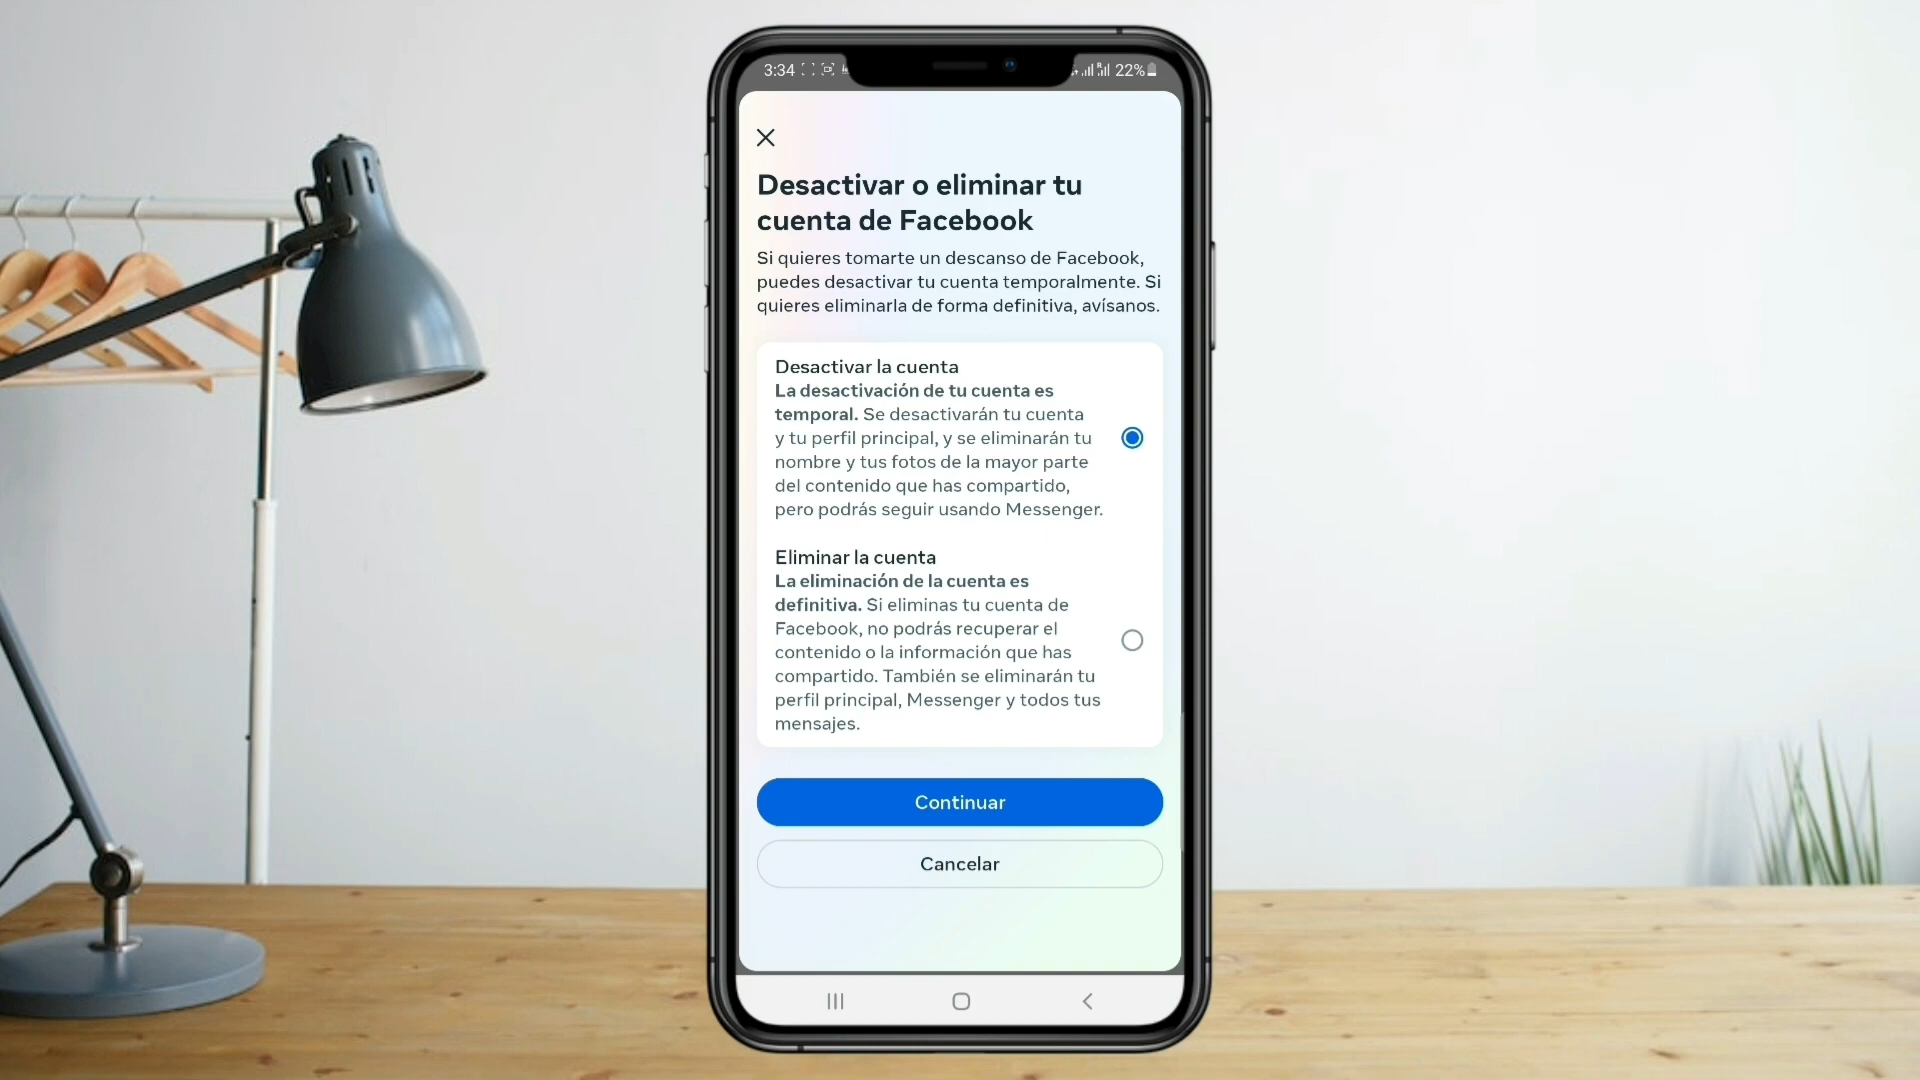 3:34
22%
Desactivar o eliminar tu
cuenta de Facebook
Si quieres tomarte un descanso de Facebook,
puedes desactivar tu cuenta temporalmente. Si
quieres eliminarla de forma definitiva, avísanos.
Desactivar la cuenta
La desactivación de tu cuenta es
temporal. Se desactivarán tu cuenta
y tu perfil principal, y se eliminarán tu
nombre y tus fotos de la mayor parte
del contenido que has compartido,
pero podrás seguir usando Messenger.
Eliminar la cuenta
La eliminación de la cuenta es
definitiva. Si eliminas tu cuenta de
Facebook, no podrás recuperar el
contenido o la información que has
compartido. También se eliminarán tu
perfil principal, Messenger y todos tus
mensajes.
Continuar
Cancelar